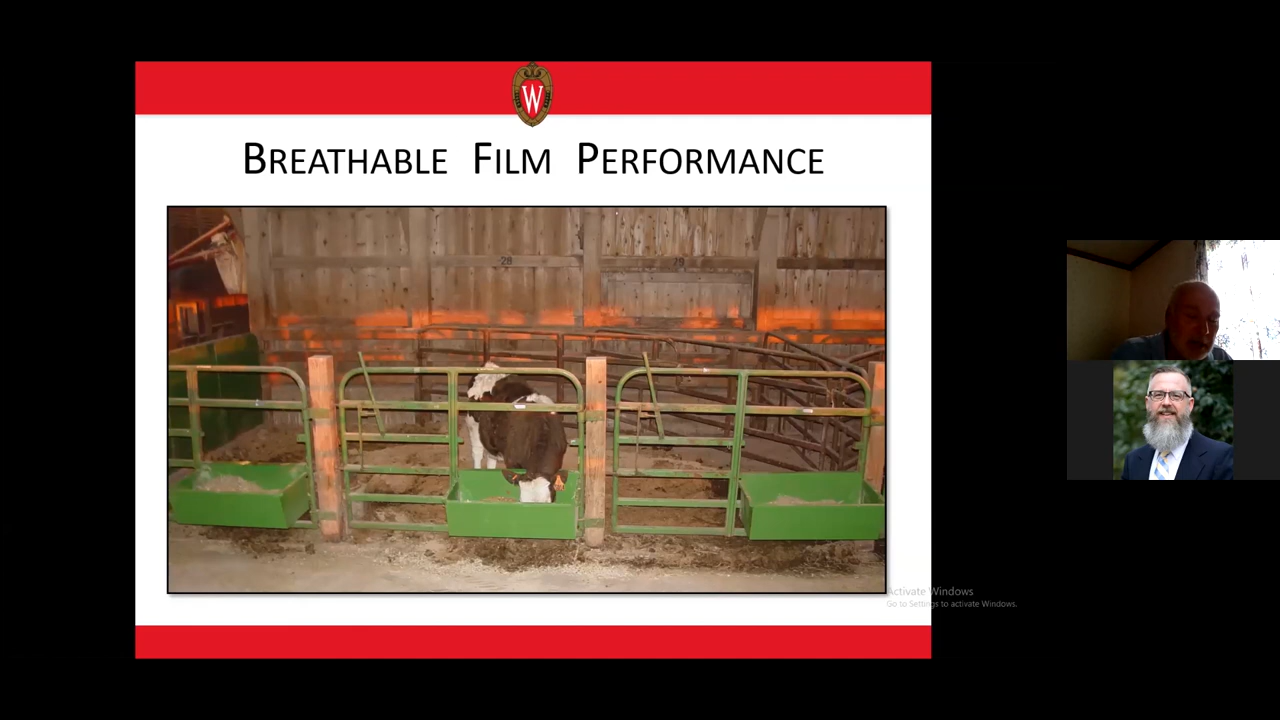 W
BREATHABLE FILM PERFORMANCE
28
29
Activate Windows
Go to Settings to activate Windows.